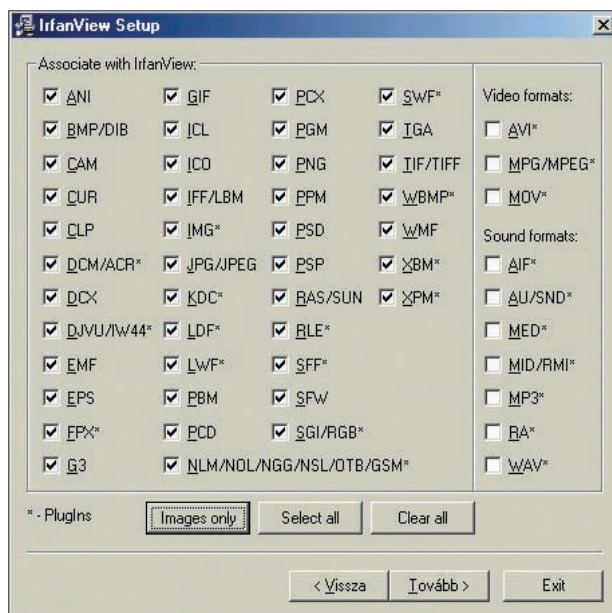 IrfanView Setup
Associate with IrfanView:
ANI
BMP/DIB
CAM
CUR
CLP
DCM/ACR*
DCX
DJVU/IW44*
EMF
EPS
FPX*
G3
GIF
ICL
ICO
IFF/LBM
IMG*
JPG/JPEG
KDC*
LDF*
LWF*
PBM
PCD
NLM/NOL/NGG/NSL/OTB/GSM*
PCX
PGM
PNG
PPM
PSD
PSP
RAS/SUN
RLE*
SFF*
SFW
SGI/RGB*
SWF*
TGA
TIF/TIFF
WBMP*
WMF
XBM*
XPM*
Video formats:
AVI*
MPG/MPEG*
MOV*
Sound formats:
AIF*
AU/SND*
MED*
MID/RMI*
MP3*
RA*
WAV*
* - PlugIns
Images only
Select all
Clear all
< Vissza
Tovább >
Exit